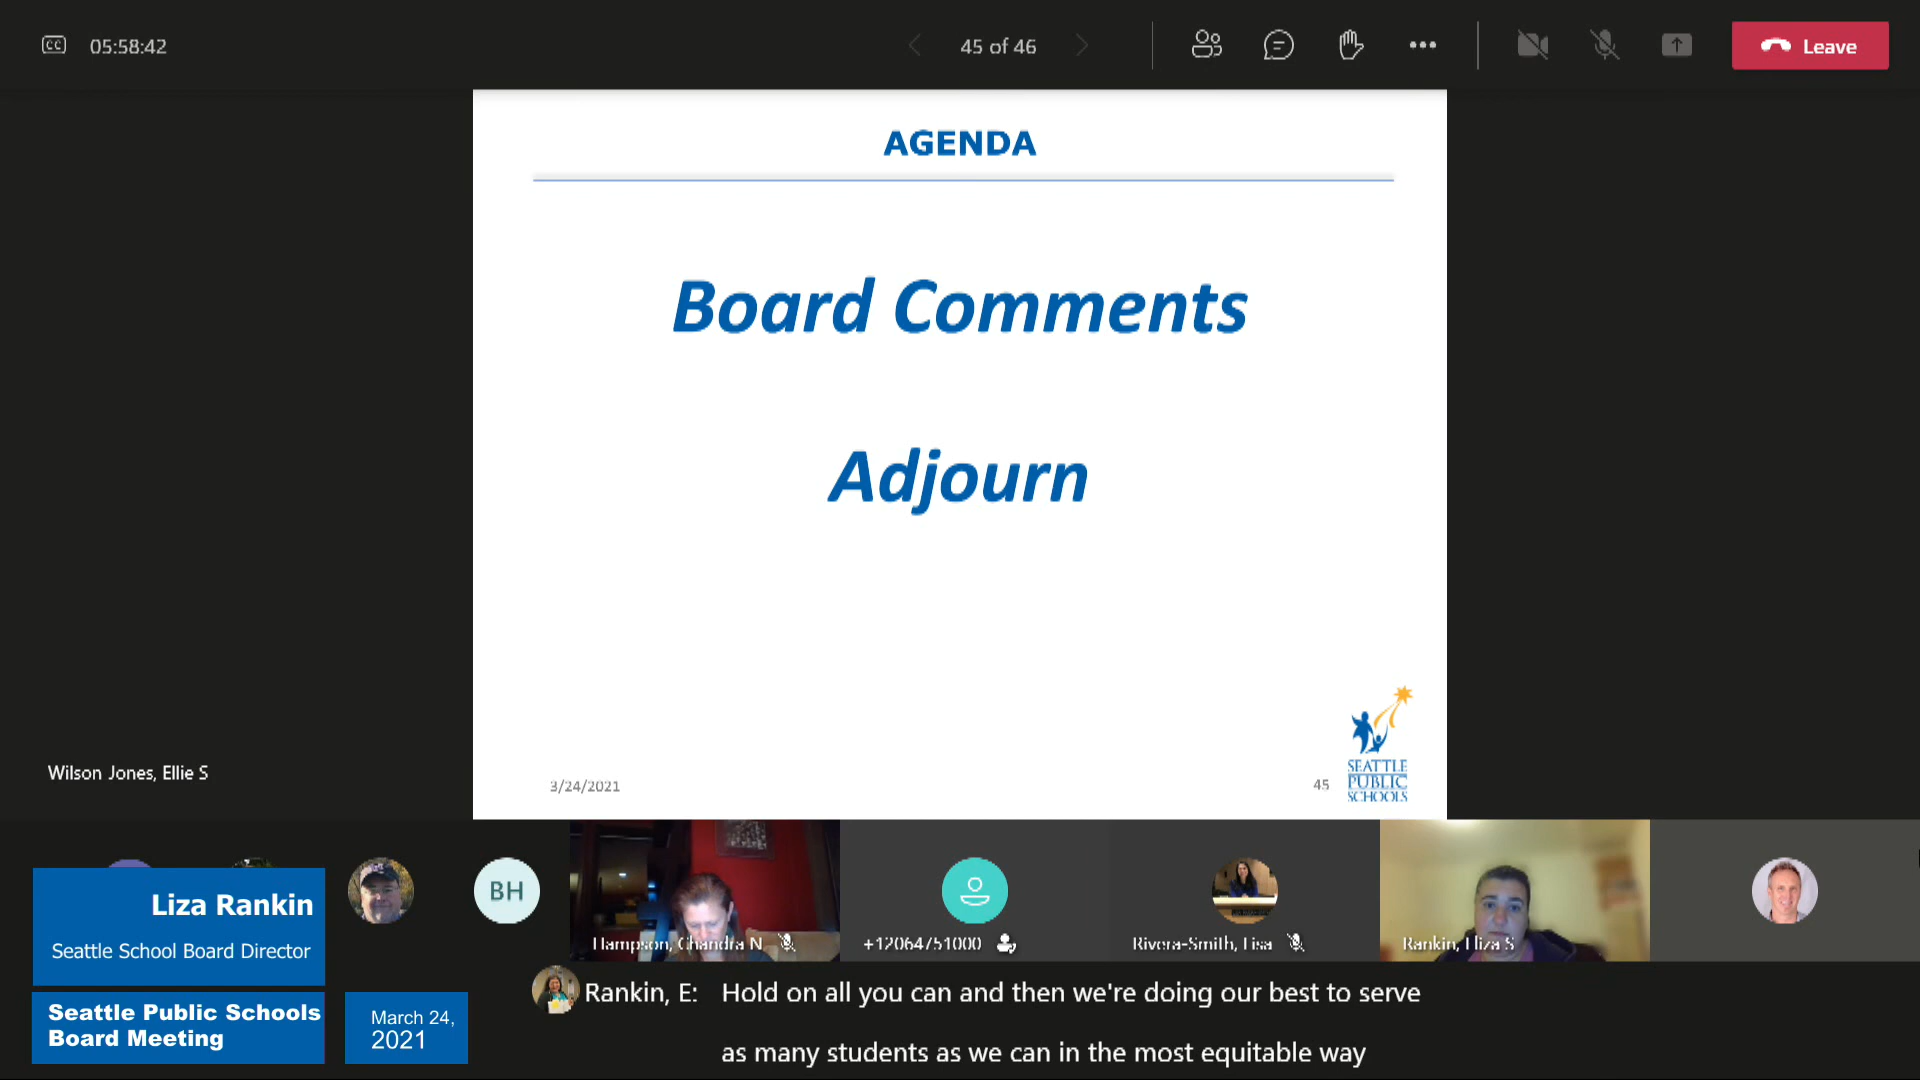 CC 05:58:42
45 of 46
Leave
AGENDA
Board Comments
Adjourn
Wilson Jones, Ellie S
3/24/2021
45
SEATTLE
PUBLIC
SCHOOLS
BH
Hampson, Chandra N
+12064751000
Rivera-Smith, Lisa
Rankin, Eliza S
Liza Rankin
Seattle School Board Director
Seattle Public Schools
Board Meeting
March 24,
2021
Rankin, E: Hold on all you can and then we're doing our best to serve
as many students as we can in the most equitable way